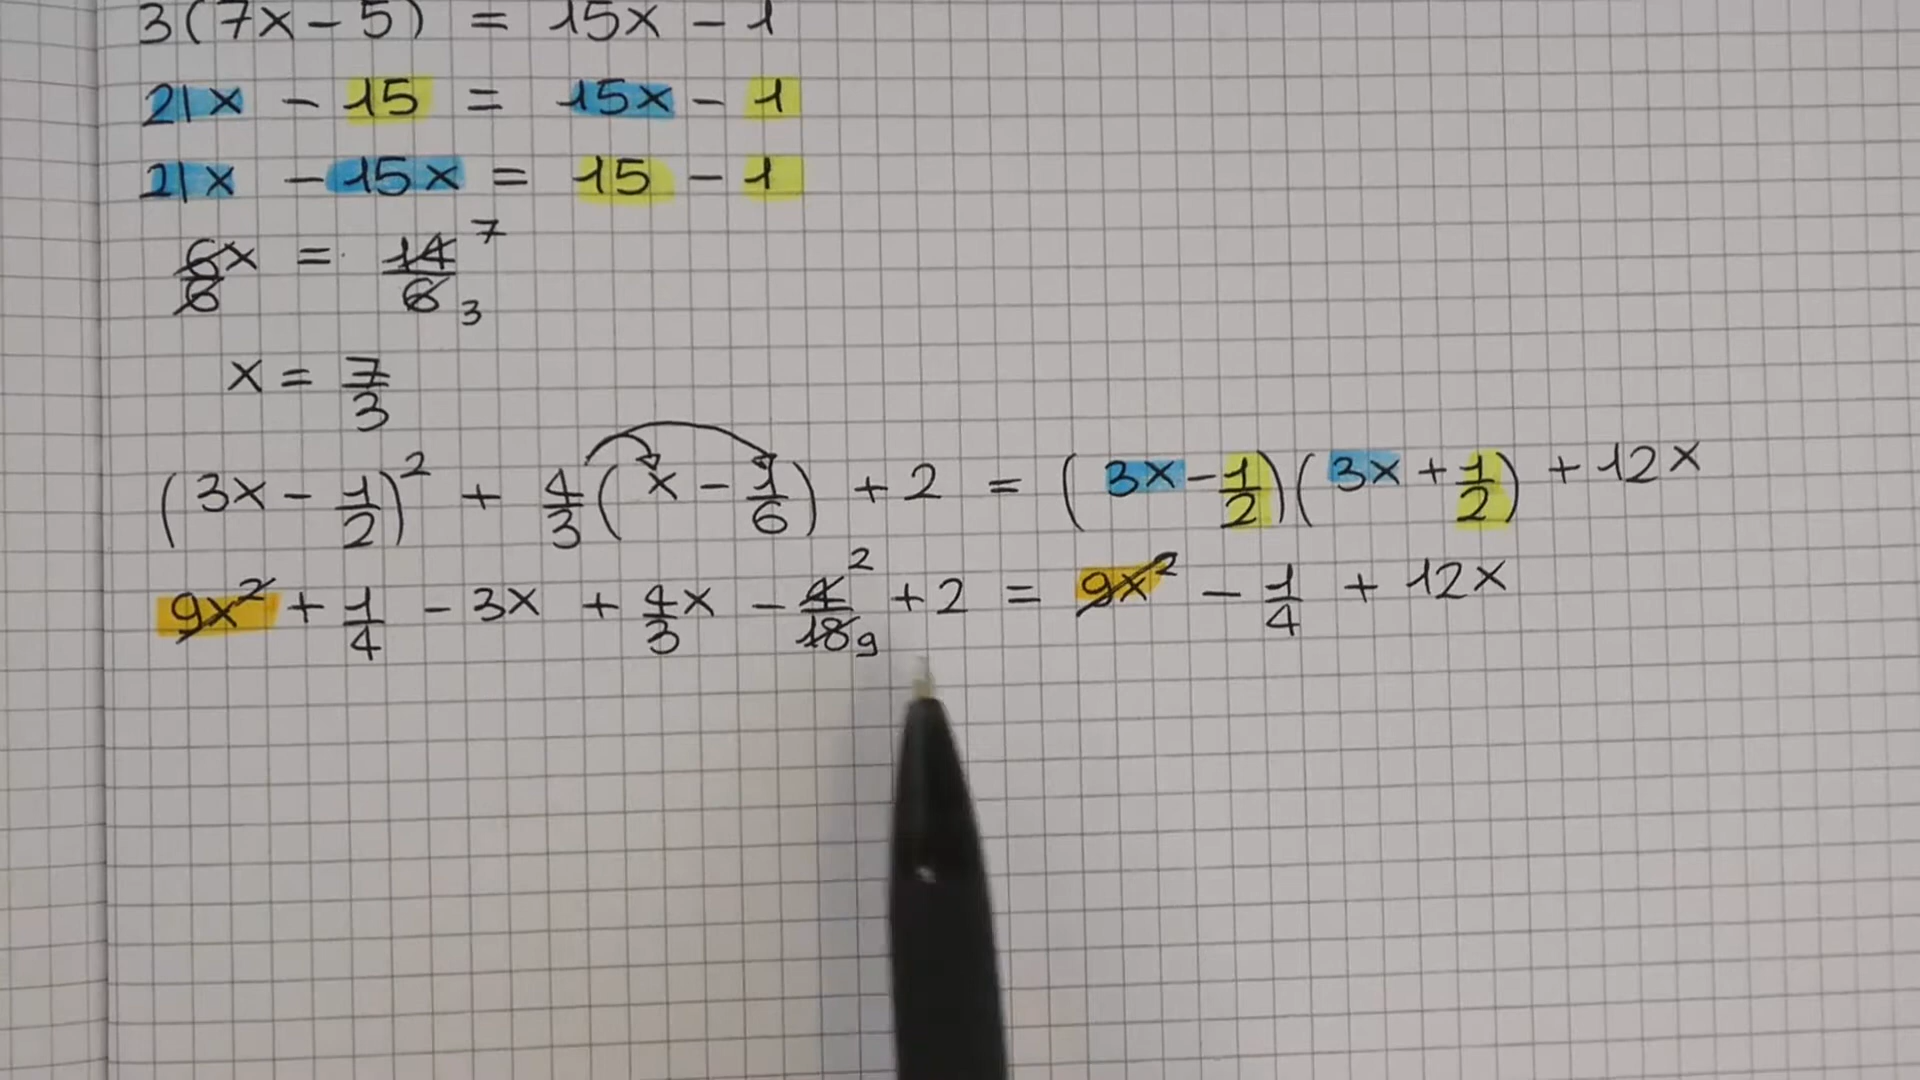 3(7x - 5) = 15x - 1
21x - 15 = 15x - 1
21x - 15x = 15 - 1
6x/6 = 14/6 7 3
x = 7/3
(3x - 1/2)² + 4/3(x - 1/6) + 2 = (3x - 1/2)(3x + 1/2) + 12x
9x² + 1/4 - 3x + 4/3x - 4/18 2 9 + 2 = 9x² - 1/4 + 12x